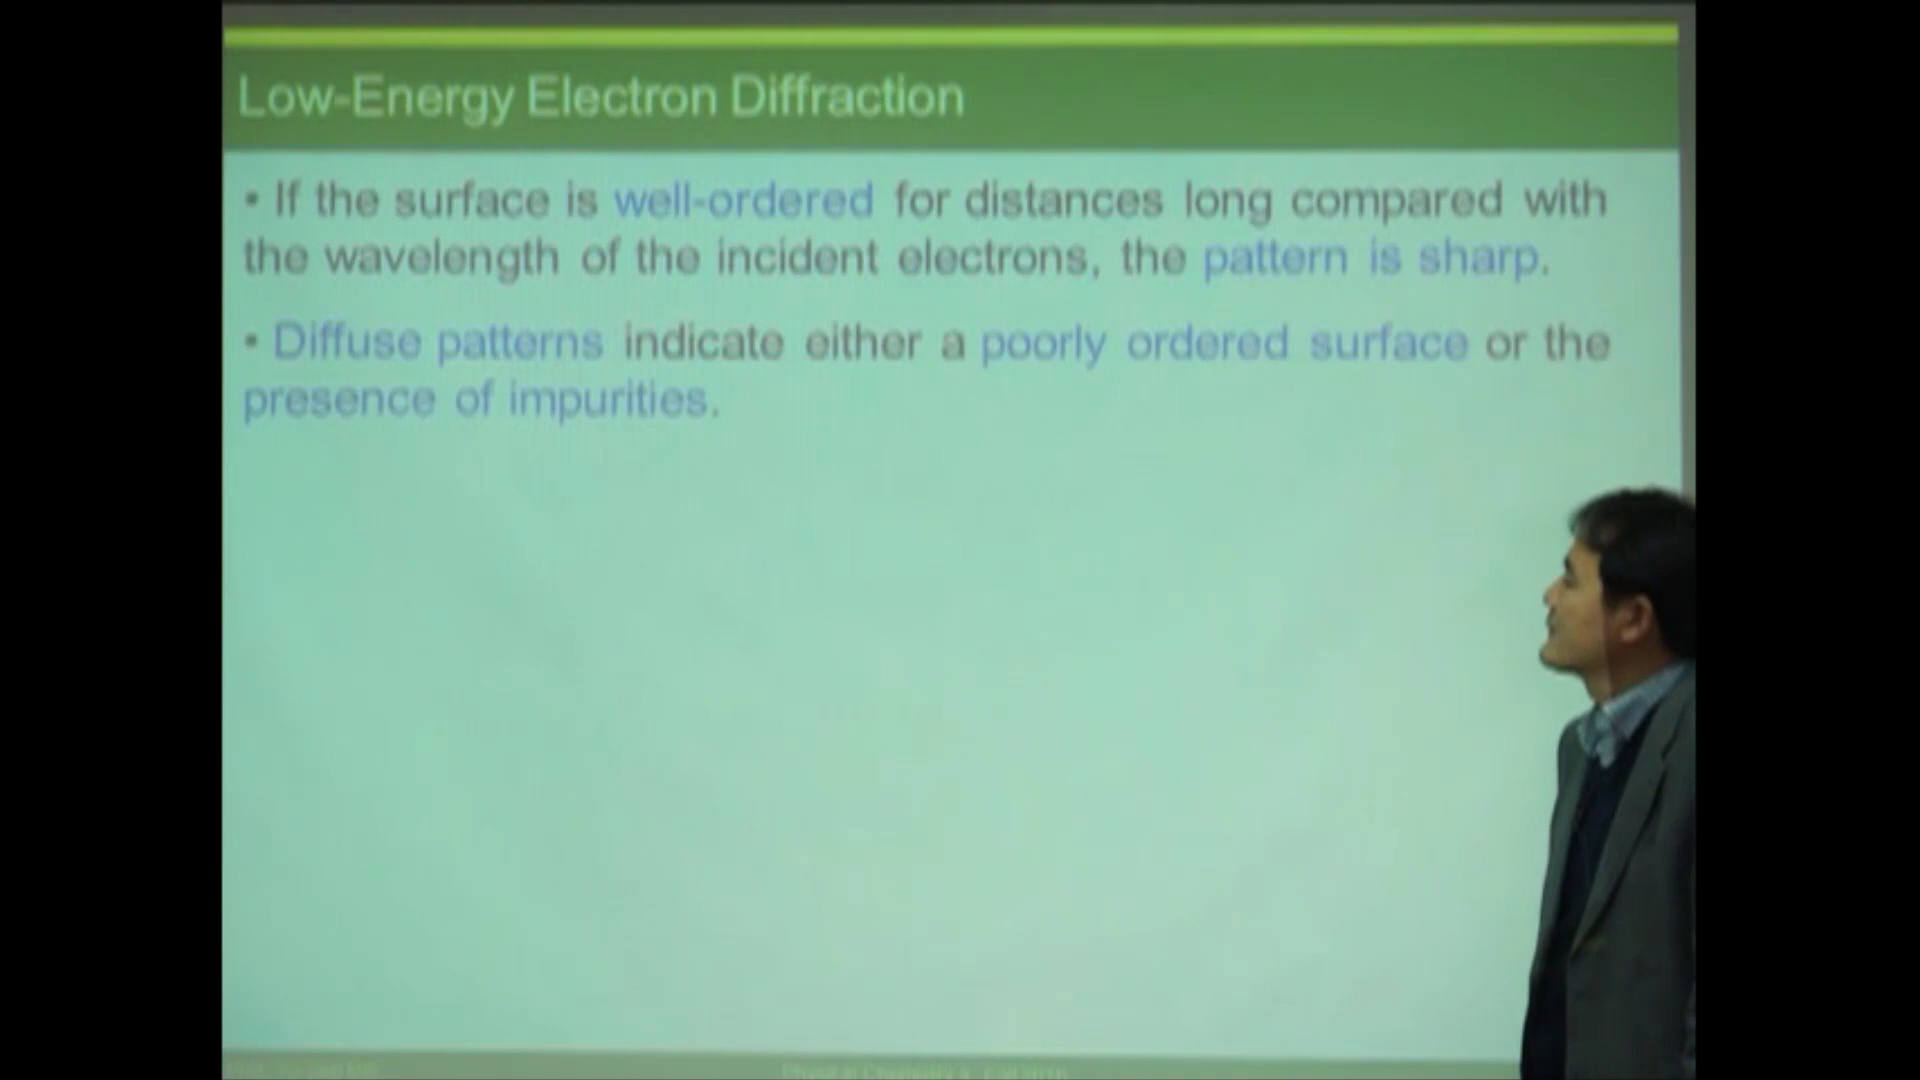 Low-Energy Electron Diffraction
• If the surface is well-ordered for distances long compared with
the wavelength of the incident electrons, the pattern is sharp.
• Diffuse patterns indicate either a poorly ordered surface or the
presence of impurities.